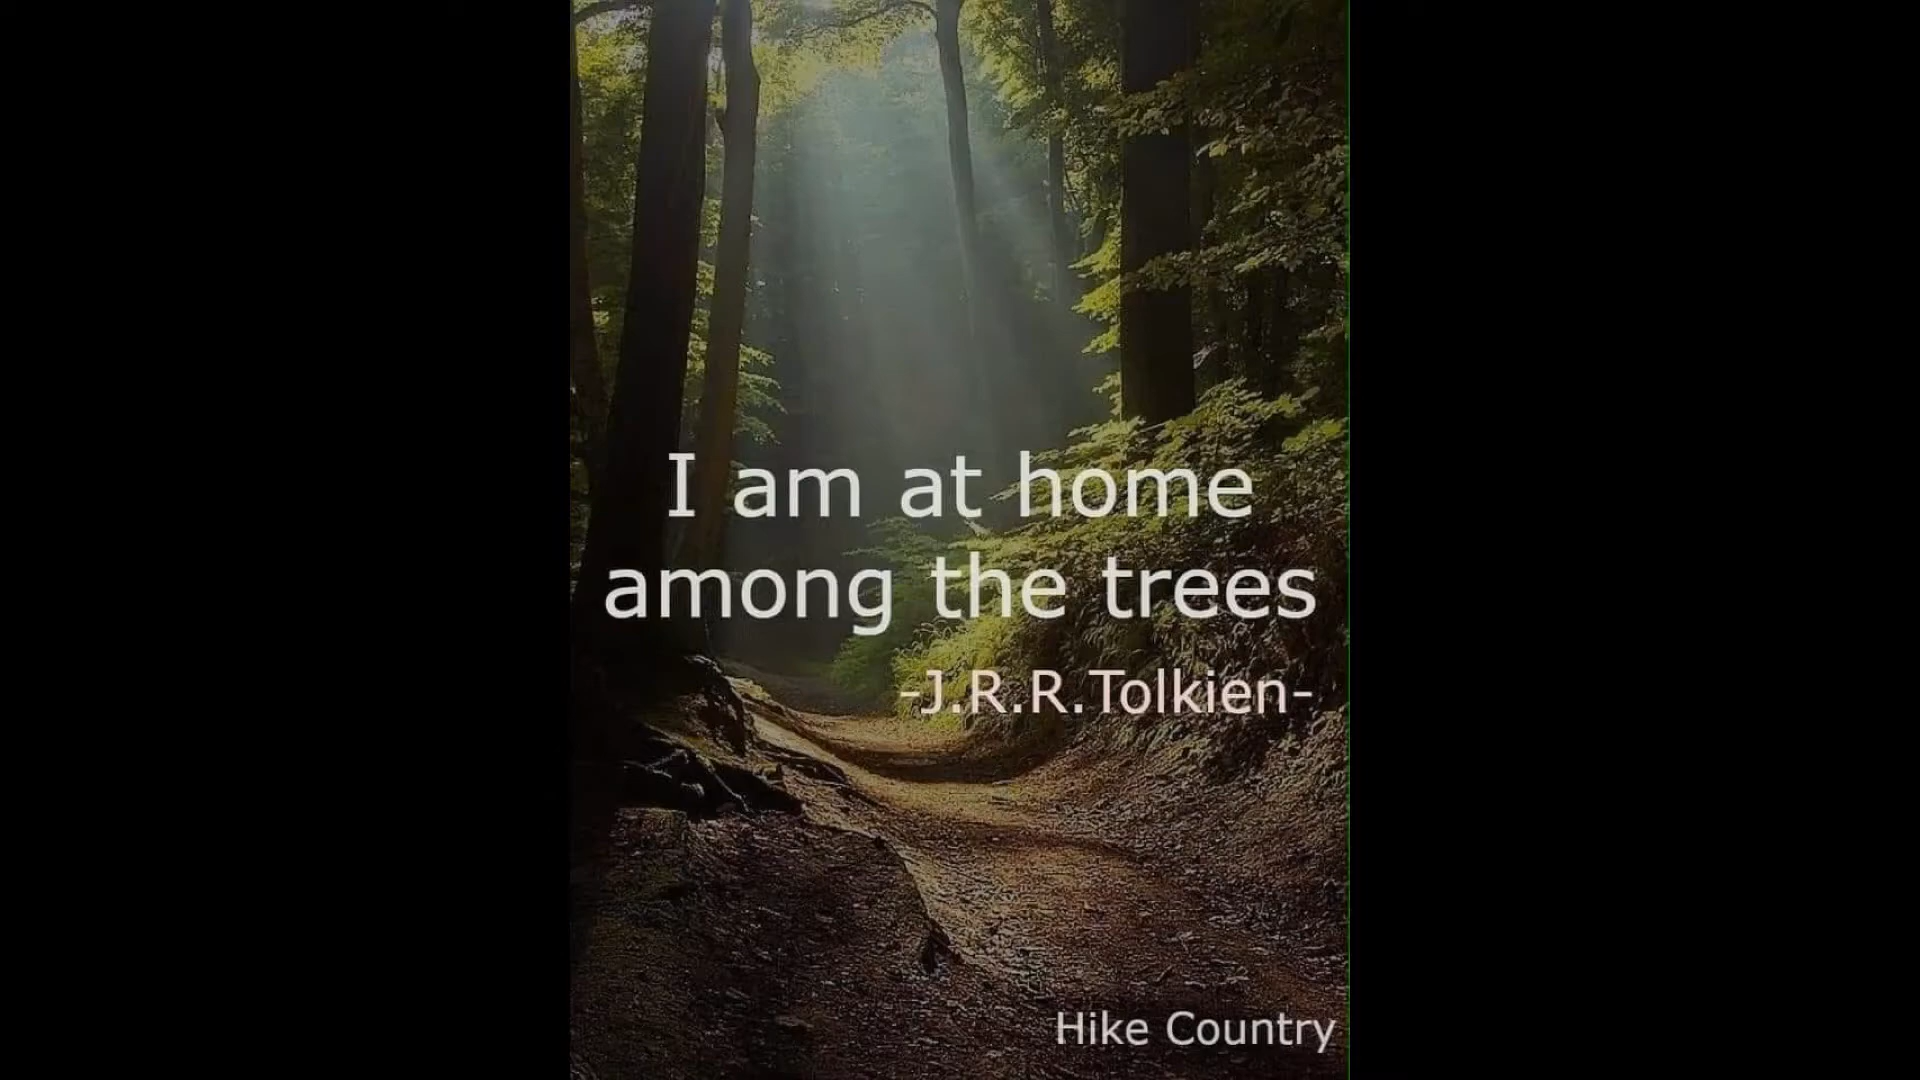 I am at home
among the trees
-J.R.R.Tolkien-
Hike Country